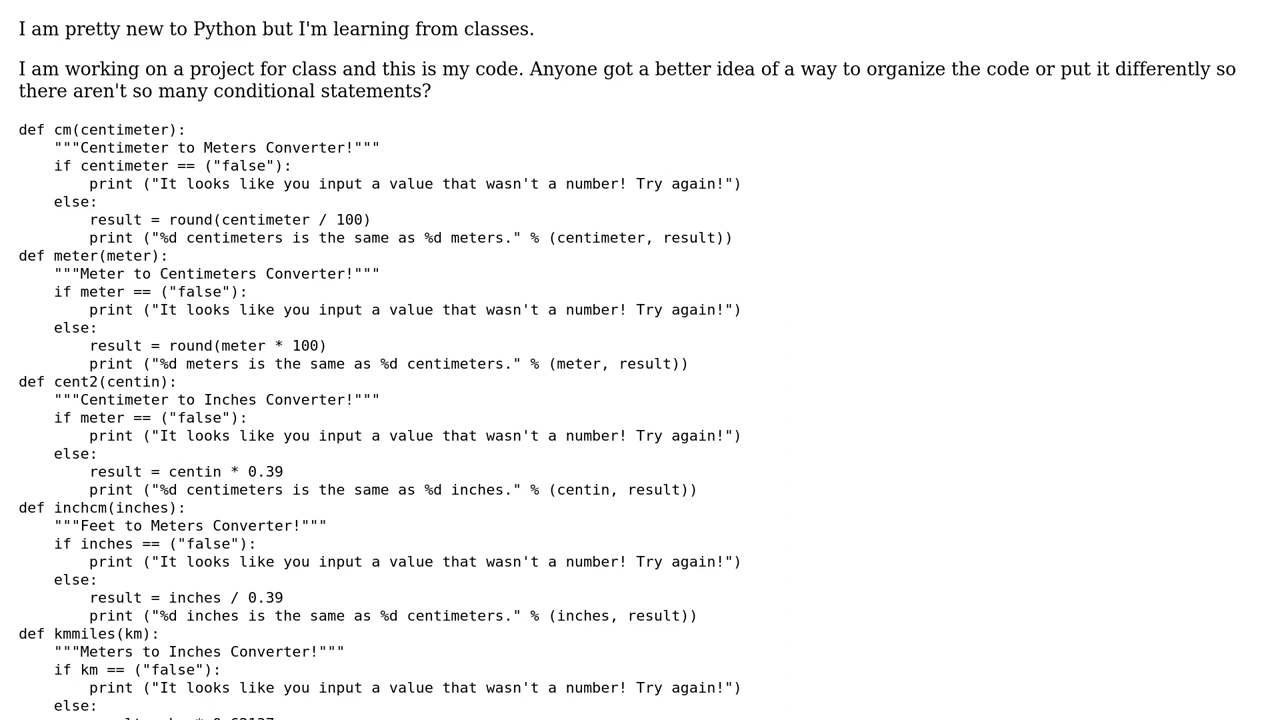 I am pretty new to Python but I'm learning from classes.
I am working on a project for class and this is my code. Anyone got a better idea of a way to organize the code or put it differently so
there aren't so many conditional statements?
def cm(centimeter):
    """Centimeter to Meters Converter!"""
    if centimeter == ("false"):
        print ("It looks like you input a value that wasn't a number! Try again!")
    else:
        result = round(centimeter / 100)
        print ("%d centimeters is the same as %d meters." % (centimeter, result))
def meter(meter):
    """Meter to Centimeters Converter!"""
    if meter == ("false"):
        print ("It looks like you input a value that wasn't a number! Try again!")
    else:
        result = round(meter * 100)
        print ("%d meters is the same as %d centimeters." % (meter, result))
def cent2(centin):
    """Centimeter to Inches Converter!"""
    if meter == ("false"):
        print ("It looks like you input a value that wasn't a number! Try again!")
    else:
        result = centin * 0.39
        print ("%d centimeters is the same as %d inches." % (centin, result))
def inchcm(inches):
    """Feet to Meters Converter!"""
    if inches == ("false"):
        print ("It looks like you input a value that wasn't a number! Try again!")
    else:
        result = inches / 0.39
        print ("%d inches is the same as %d centimeters." % (inches, result))
def kmmiles(km):
    """Meters to Inches Converter!"""
    if km == ("false"):
        print ("It looks like you input a value that wasn't a number! Try again!")
    else: